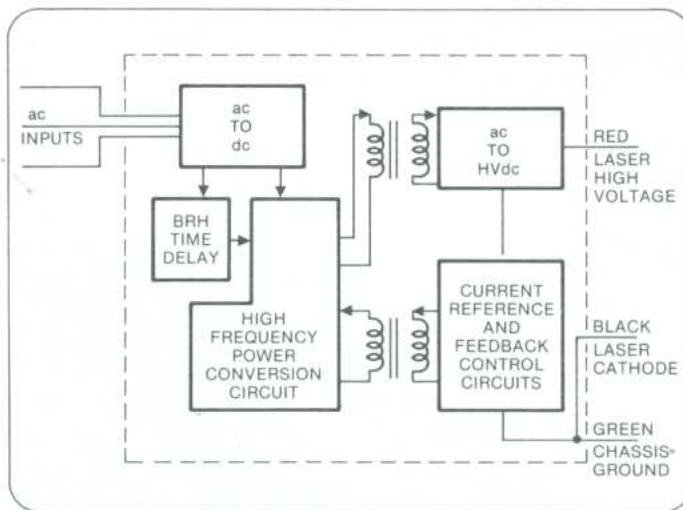 ac
INPUTS
ac
TO
dc
BRH
TIME
DELAY
HIGH
FREQUENCY
POWER
CONVERSION
CIRCUIT
ac
TO
HVdc
CURRENT
REFERENCE
AND
FEEDBACK
CONTROL
CIRCUITS
RED
LASER
HIGH
VOLTAGE
BLACK
LASER
CATHODE
GREEN
CHASSIS-
GROUND